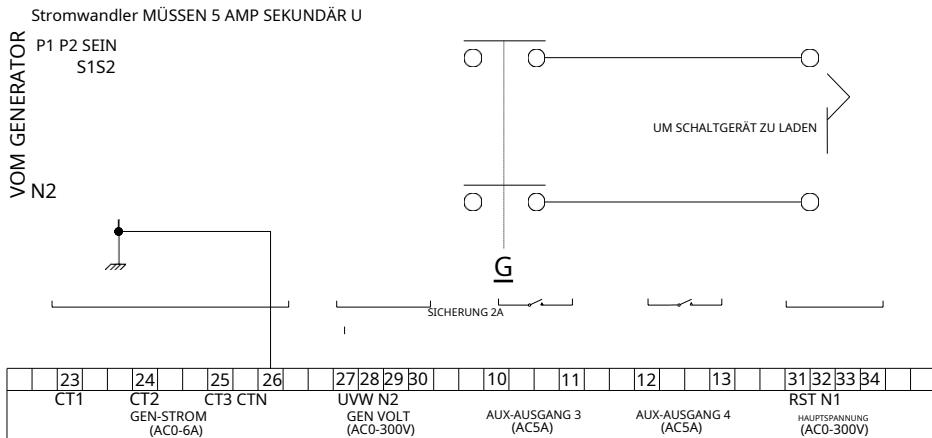 Stromwandler MÜSSEN 5 AMP SEKUNDÄR U
P1 P2 SEIN
S1S2
VOM GENERATOR
UM SCHALTGERÄT ZU LADEN
N2
G
SICHERUNG 2A
23 24 25 26 27 28 29 30 10 11 12 13 31 32 33 34
CT1 CT2 CT3 CTN UVW N2 RST N1
GEN-STROM
(AC0-6A)
GEN VOLT
(AC0-300V)
AUX-AUSGANG 3
(AC5A)
AUX-AUSGANG 4
(AC5A)
HAUPTSPANNUNG
(AC0-300V)